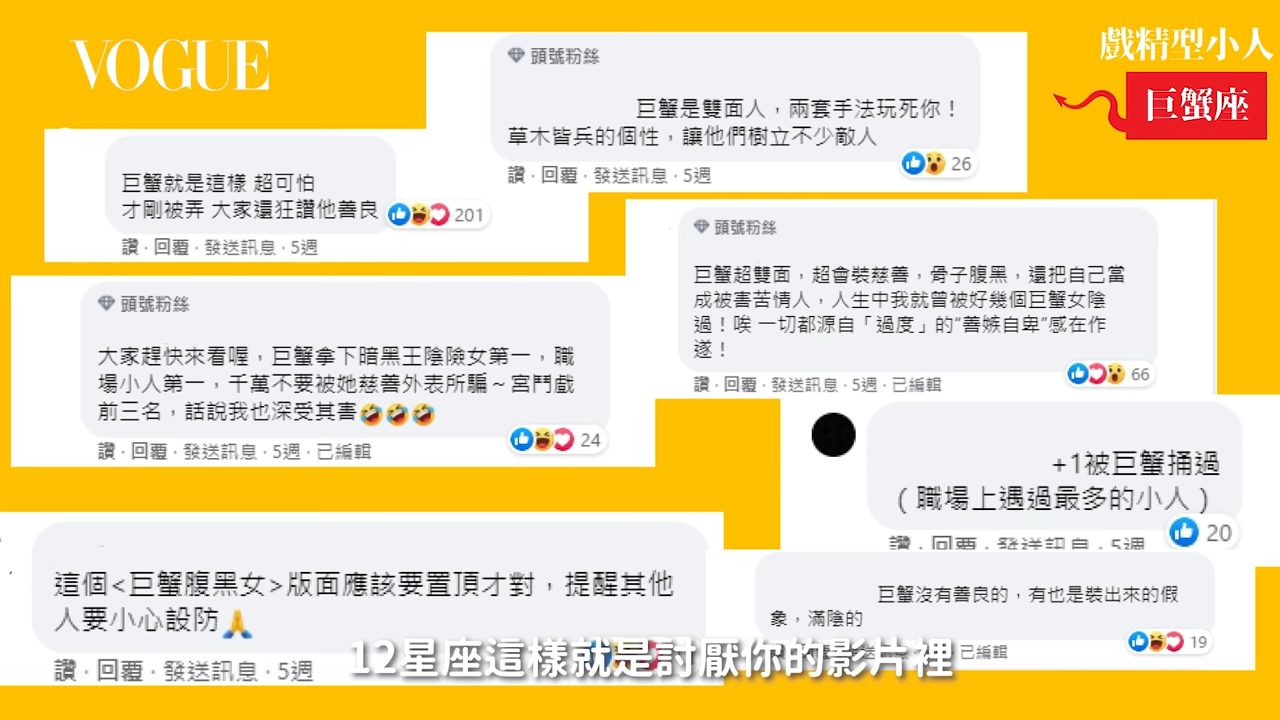 VOGUE
戲精型小人
巨蟹座
頭號粉絲
巨蟹是雙面人，兩套手法玩死你！
草木皆兵的個性，讓他們樹立不少敵人
26
讚·回覆·發送訊息·5週
巨蟹就是這樣 超可怕
才剛被弄 大家還狂讚他善良
201
讚·回覆·發送訊息·5週
頭號粉絲
巨蟹超雙面，超會裝慈善，骨子腹黑，還把自己當
成被害苦情人，人生中我就曾被好幾個巨蟹女陰
過！唉 一切都源自「過度」的“善嫉自卑”感在作
遂！
66
讚·回覆·發送訊息·5週·已編輯
頭號粉絲
大家趕快來看喔，巨蟹拿下暗黑王陰險女第一，職
場小人第一，千萬不要被她慈善外表所騙～宮鬥戲
前三名，話說我也深受其害🤣🤣🤣
24
讚·回覆·發送訊息·5週·已編輯
+1被巨蟹捅過
（職場上遇過最多的小人）
20
讚·回覆·發送訊息·5週
這個<巨蟹腹黑女>版面應該要置頂才對，提醒其他
人要小心設防🙏
讚·回覆·發送訊息·5週
巨蟹沒有善良的，有也是裝出來的假
象，滿陰的
19
已編輯
12星座這樣就是討厭你的影片裡